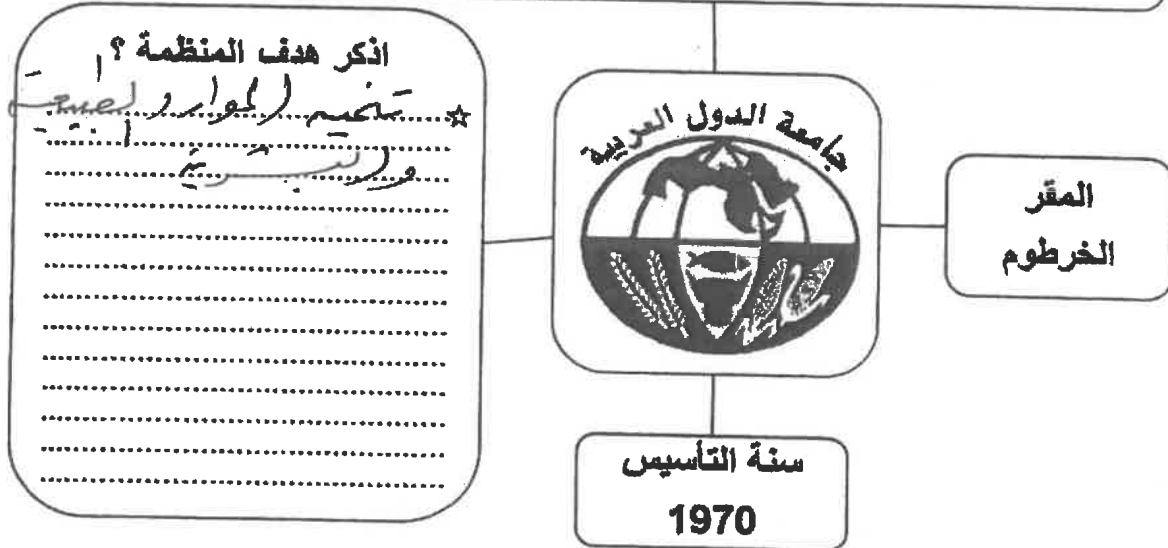 اذكر هدف المنظمة ؟
تنمية الموارد الطبيعية
والبشرية
جامعة الدول العربية
المقر
الخرطوم
سنة التأسيس
1970